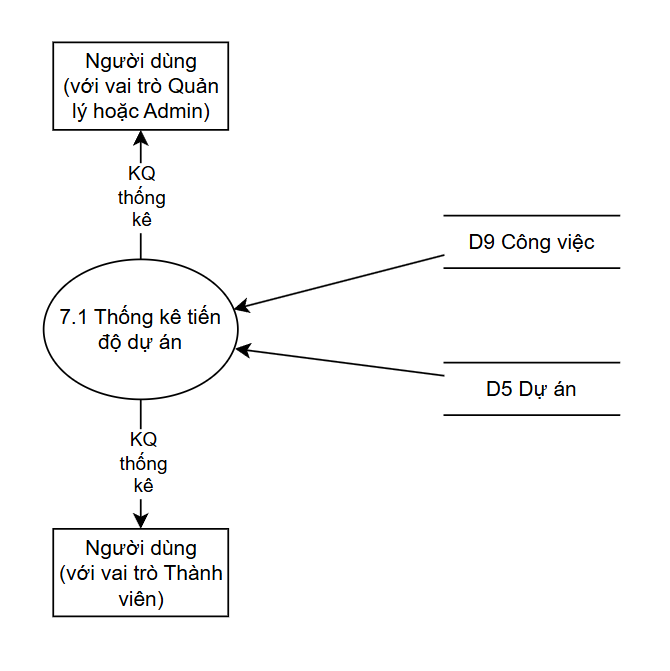 Người dùng
(với vai trò Quản
lý hoặc Admin)
KQ
thống
kê
D9 Công việc
7.1 Thống kê tiến
độ dự án
D5 Dự án
KQ
thống
kê
Người dùng
(với vai trò Thành
viên)